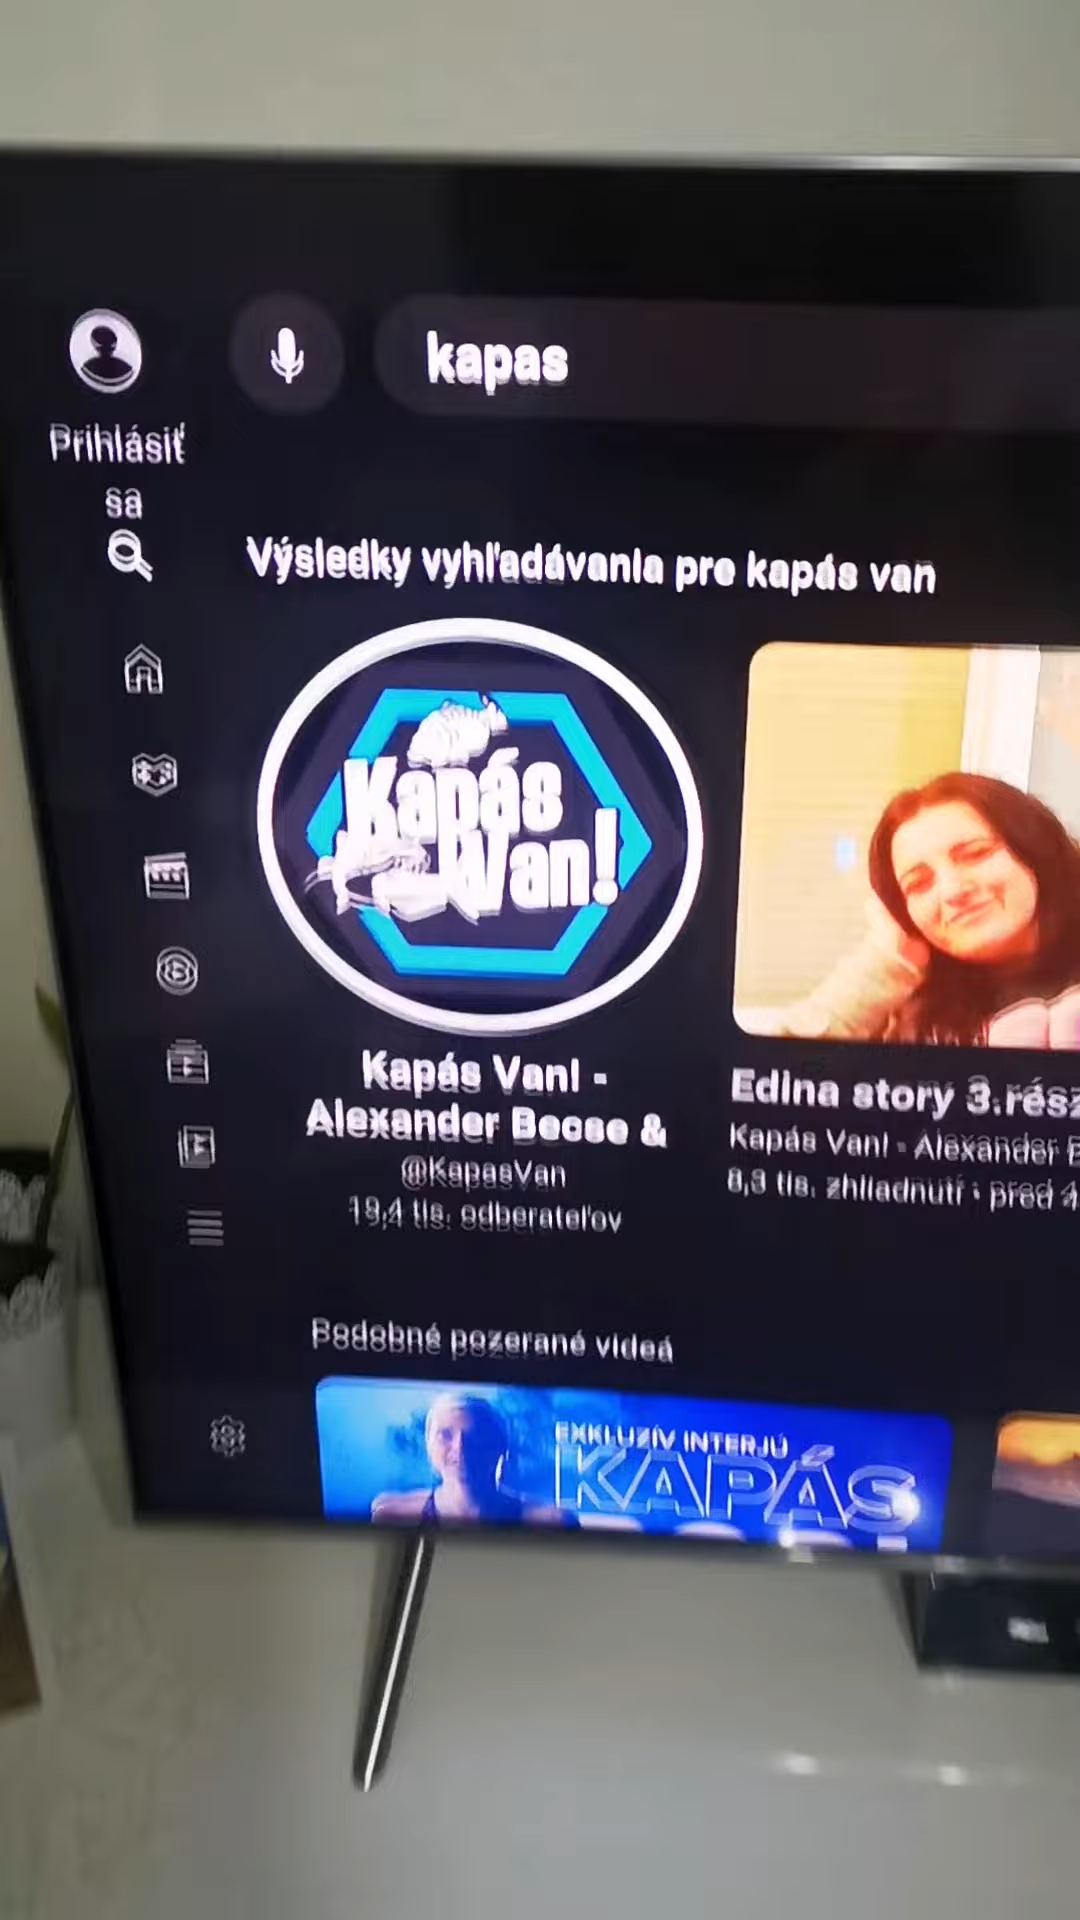 kapas
Prihlásiť
sa
Výsledky vyhľadávania pre kapás van
Kapás
Van!
Kapás Van! -
Alexander Becse &
@KapasVan
19,4 tis. odberateľov
Edina story 3.rész
Kapás Van! • Alexander
8,3 tis. zhliadnutí • pred 4
Podobné pozerané videá
EXKLUZÍV INTERJÚ
KAPÁS